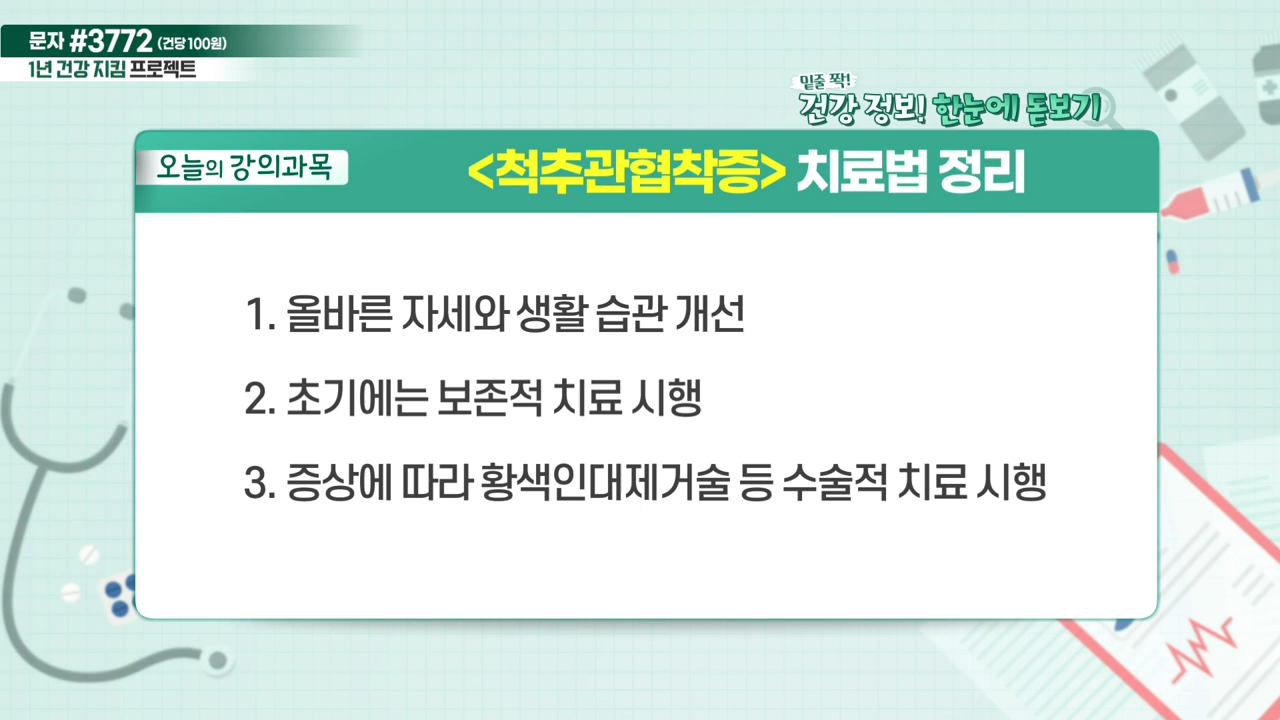 문자 #3772 (건당 100원)
1년 건강 지킴 프로젝트
밑줄 쫙!
건강 정보! 한눈에 돋보기
오늘의 강의과목
<척추관협착증> 치료법 정리
1. 올바른 자세와 생활 습관 개선
2. 초기에는 보존적 치료 시행
3. 증상에 따라 황색인대제거술 등 수술적 치료 시행